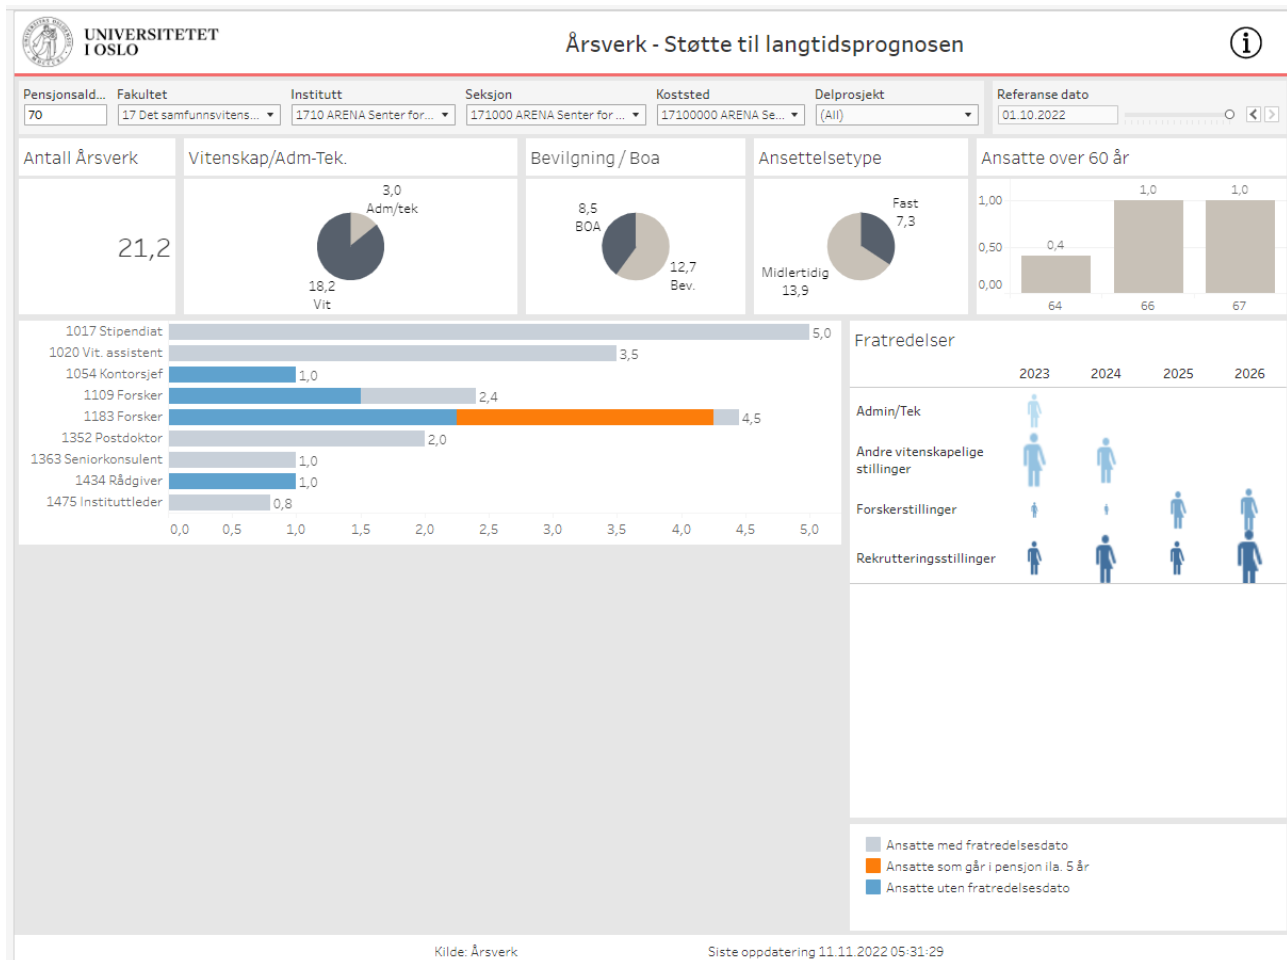 UNIVERSITETET
I OSLO
Årsverk - Støtte til langtidsprognosen
Pensjonsald... Fakultet Institutt Seksjon Koststed Delprosjekt Referanse dato
70 17 Det samfunnsvitens... 1710 ARENA Senter for... 171000 ARENA Senter for ... 17100000 ARENA Se... (All) 01.10.2022
Antall Årsverk Vitenskap/Adm-Tek. Bevilgning / Boa Ansettelsetype Ansatte over 60 år
21,2
3,0
Adm/tek
18,2
Vit
8,5
BOA
12,7
Bev.
Fast
7,3
Midlertidig
13,9
1,0 1,0
1,00
0,4
0,50
0,00
64 66 67
1017 Stipendiat 5,0
1020 Vit. assistent 3,5
1054 Kontorsjef 1,0
1109 Forsker 2,4
1183 Forsker 4,5
1352 Postdoktor 2,0
1363 Seniorkonsulent 1,0
1434 Rådgiver 1,0
1475 Instituttleder 0,8
0,0 0,5 1,0 1,5 2,0 2,5 3,0 3,5 4,0 4,5 5,0
Fratredelser
2023 2024 2025 2026
Admin/Tek
Andre vitenskapelige
stillinger
Forskerstillinger
Rekrutteringsstillinger
Ansatte med fratredelsesdato
Ansatte som går i pensjon ila. 5 år
Ansatte uten fratredelsesdato
Kilde: Årsverk Siste oppdatering 11.11.2022 05:31:29